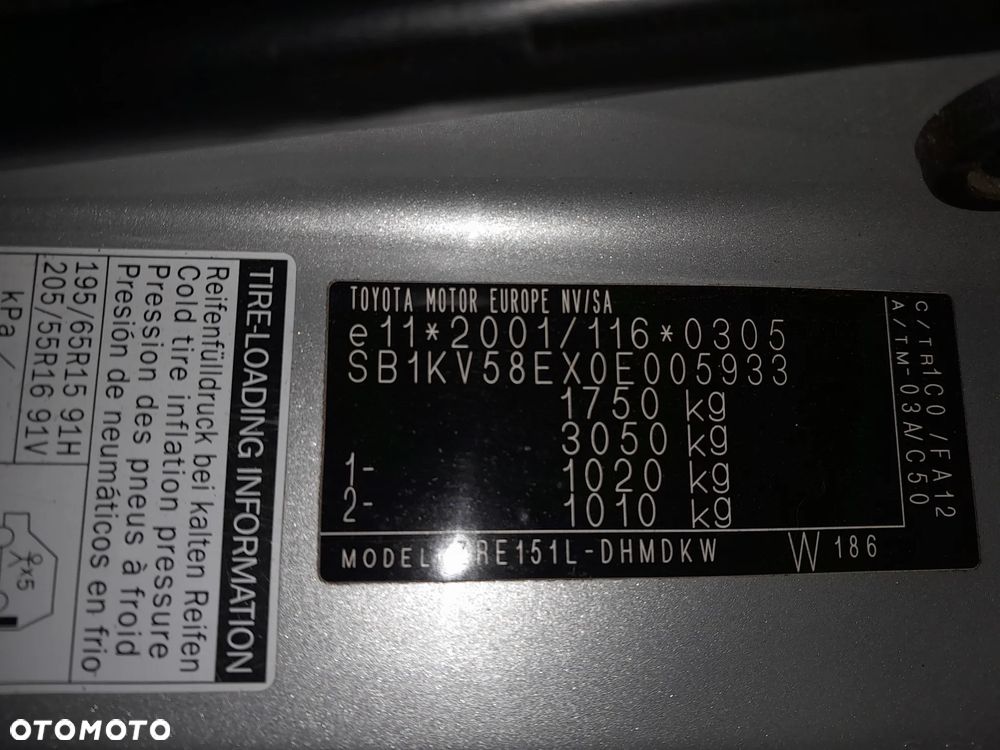 TOYOTA MOTOR EUROPE NV/SA
e11*2001/116*0305
SB1KV58EX0E005933
1750 kg
3050 kg
1- 1020 kg
2- 1010 kg
MODEL RE151L-DHMDKW W 186
C/TR1C0/FA12
A/TM-03A/C50
TIRE-LOADING INFORMATION
Reifenfülldruck bei kalten Reifen
Cold tire inflation pressure
Pression des pneus à froid
Presión de neumáticos en frio
195/65R15 91H
205/55R16 91V
kPa/
x5
OTOMOTO